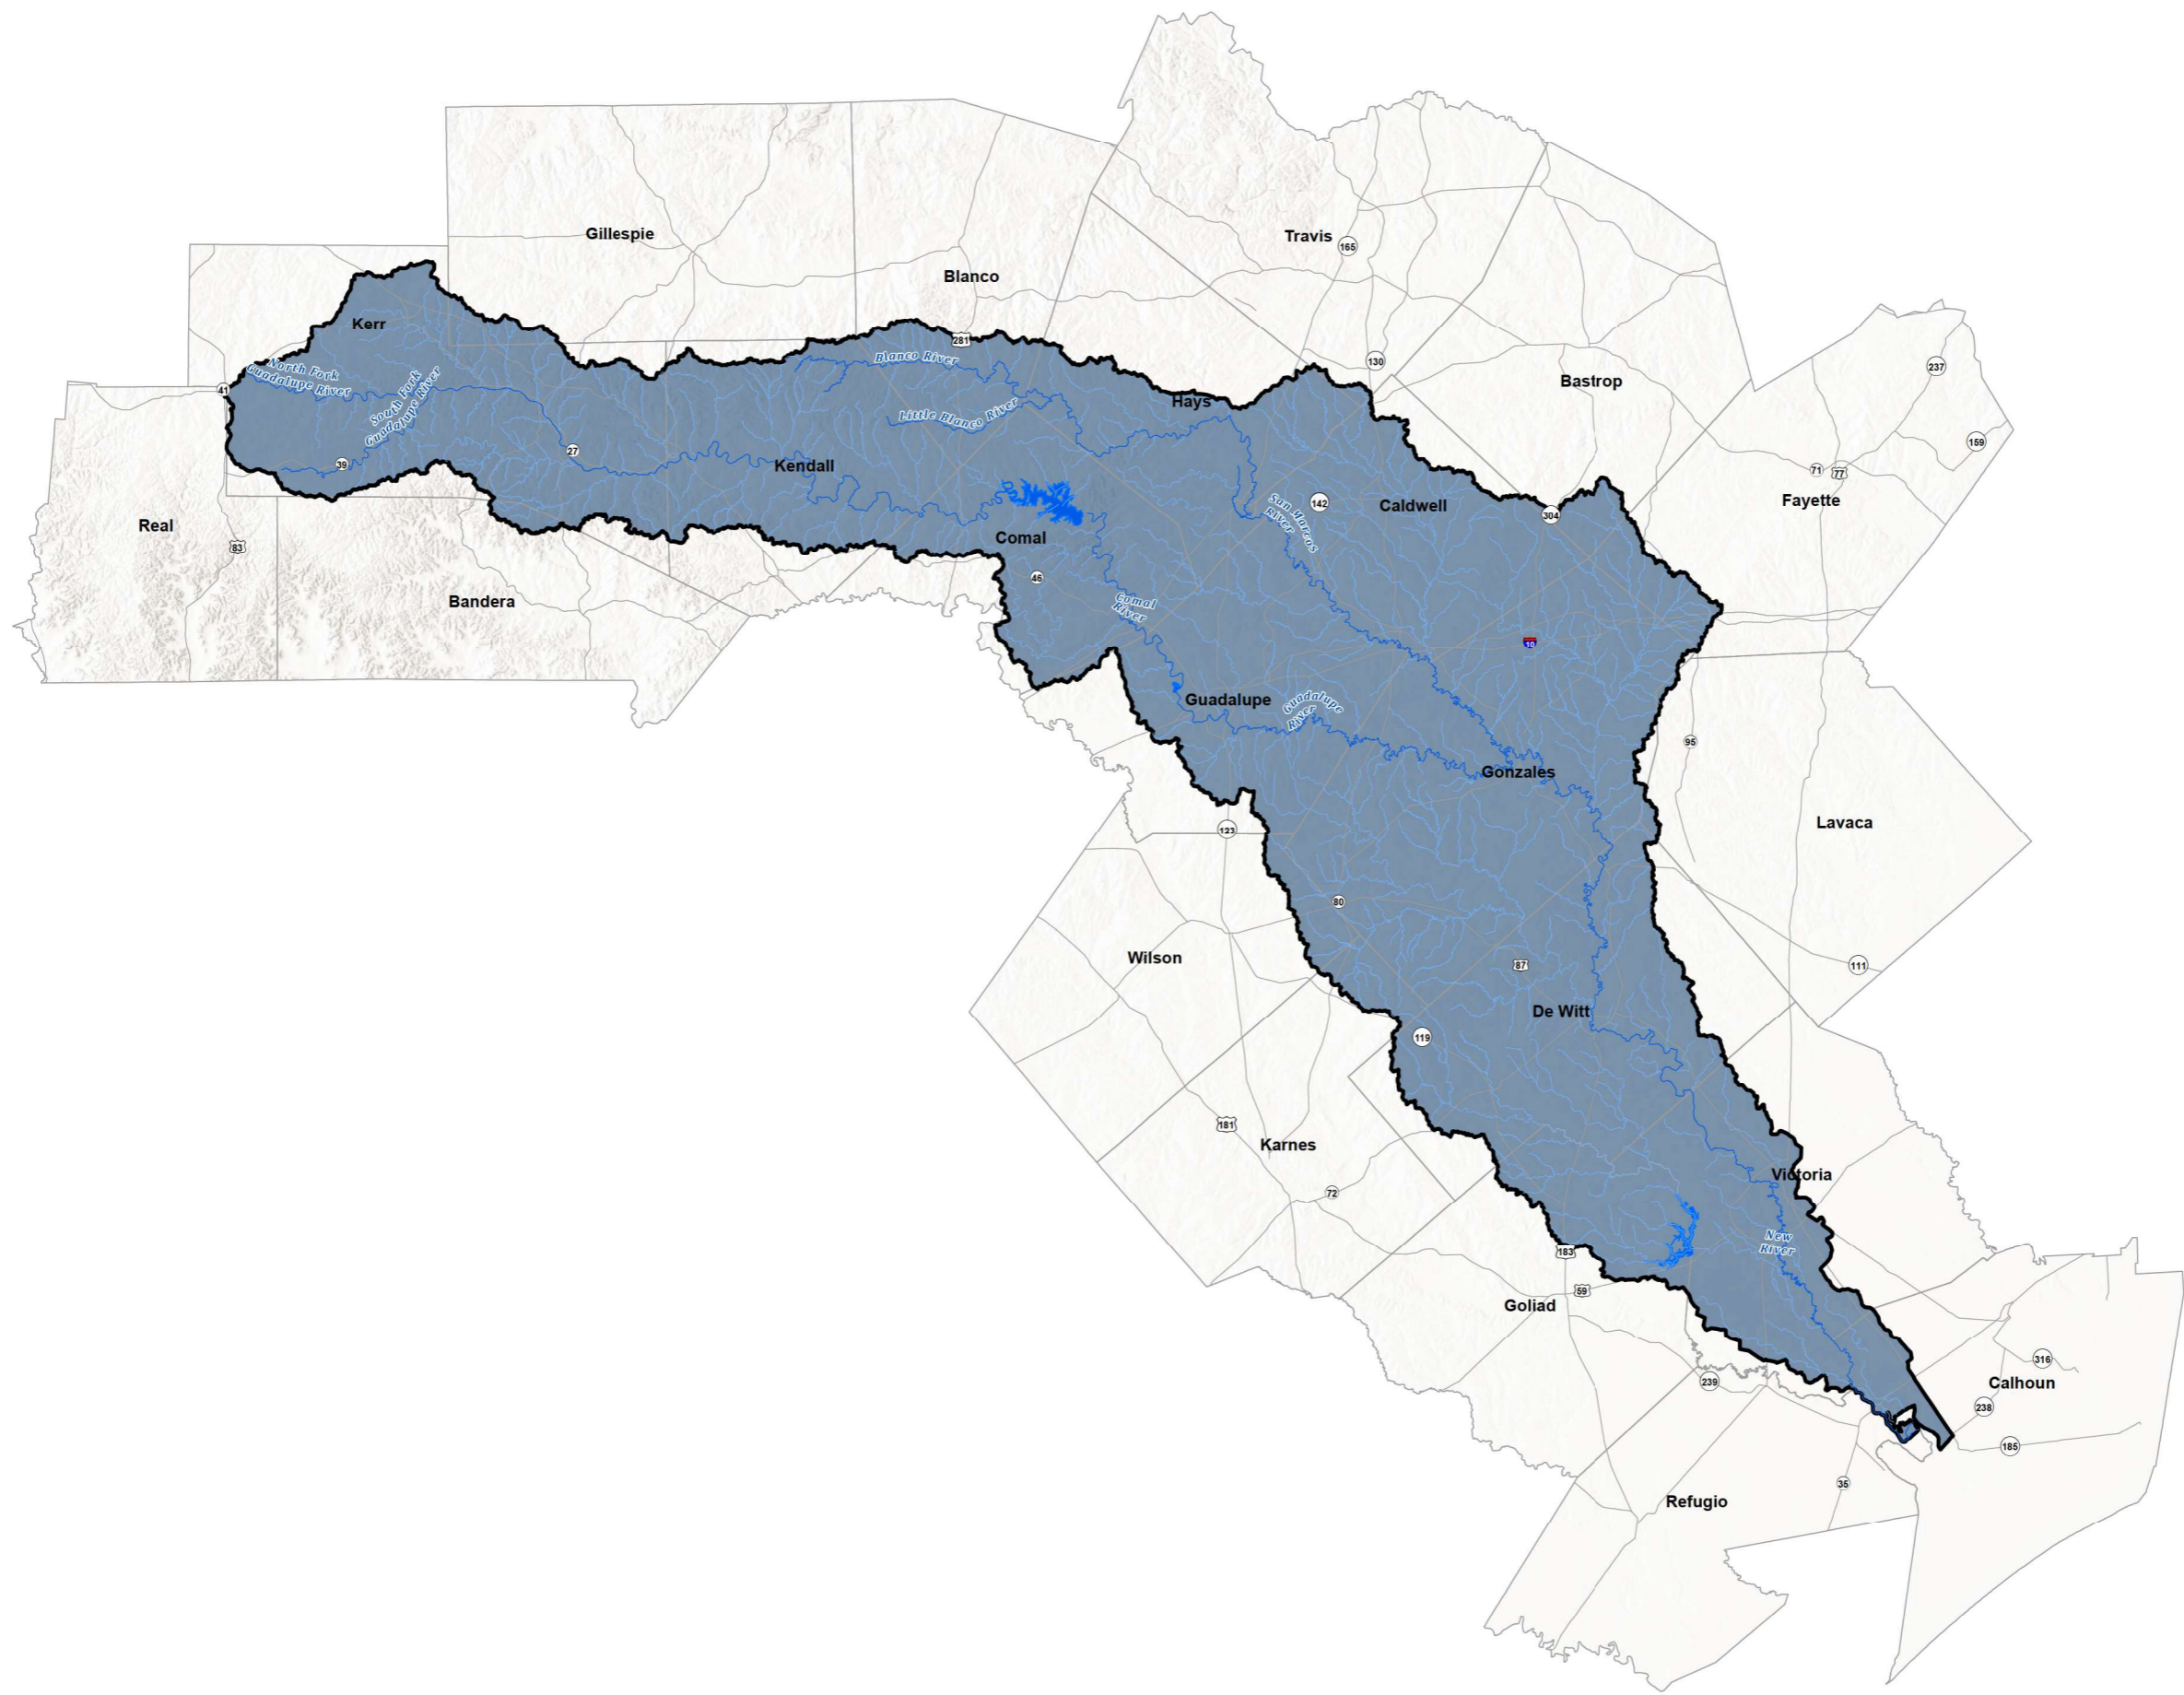 Gillespie
Travis
165
Blanco
Kerr
281
130
Blanco River
237
North Fork
Guadalupe River
41
South Fork
Guadalupe River
Bastrop
Hays
Little Blanco River
159
27
39
Kendall
71
77
Fayette
San Marcos
River
142
Caldwell
304
Real
83
Comal
46
Bandera
Comal
River
10
Guadalupe
Guadalupe
River
95
Gonzales
123
Lavaca
80
Wilson
87
111
De Witt
119
181
Karnes
Victoria
72
New
River
183
59
Goliad
316
239
Calhoun
238
185
35
Refugio